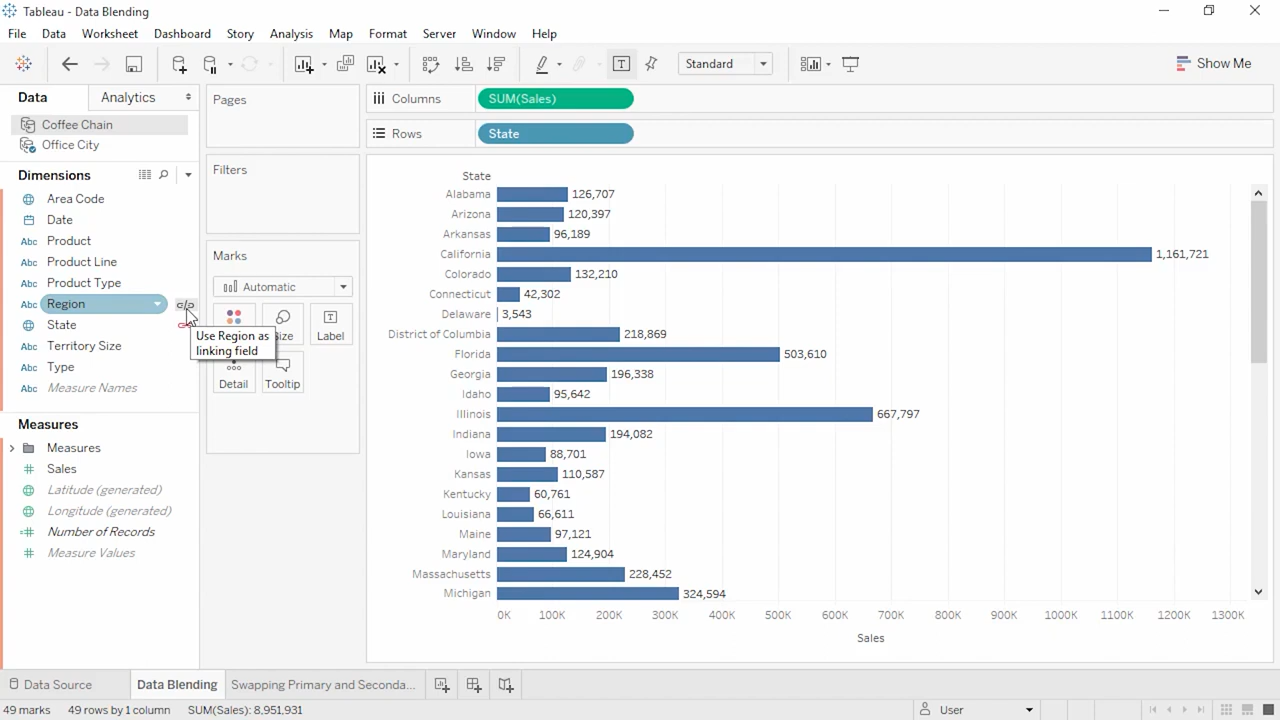 Tableau - Data Blending
File Data Worksheet Dashboard Story Analysis Map Format Server Window Help
Standard
Show Me
Data
Analytics
Coffee Chain
Office City
Dimensions
Area Code
Date
Abc Product
Abc Product Line
Abc Product Type
Abc Region
State
Abc Territory Size
Abc Type
Abc Measure Names
Measures
Measures
Sales
Latitude (generated)
Longitude (generated)
Number of Records
Measure Values
Pages
Filters
Marks
Automatic
Label
Use Region as
linking field
Detail
Tooltip
Columns
SUM(Sales)
Rows
State
State
Alabama 126,707
Arizona 120,397
Arkansas 96,189
California 1,161,721
Colorado 132,210
Connecticut 42,302
Delaware 3,543
District of Columbia 218,869
Florida 503,610
Georgia 196,338
Idaho 95,642
Illinois 667,797
Indiana 194,082
Iowa 88,701
Kansas 110,587
Kentucky 60,761
Louisiana 66,611
Maine 97,121
Maryland 124,904
Massachusetts 228,452
Michigan 324,594
0K 100K 200K 300K 400K 500K 600K 700K 800K 900K 1000K 1100K 1200K 1300K
Sales
Data Source
Data Blending
Swapping Primary and Seconda...
49 marks 49 rows by 1 column SUM(Sales): 8,951,931
User